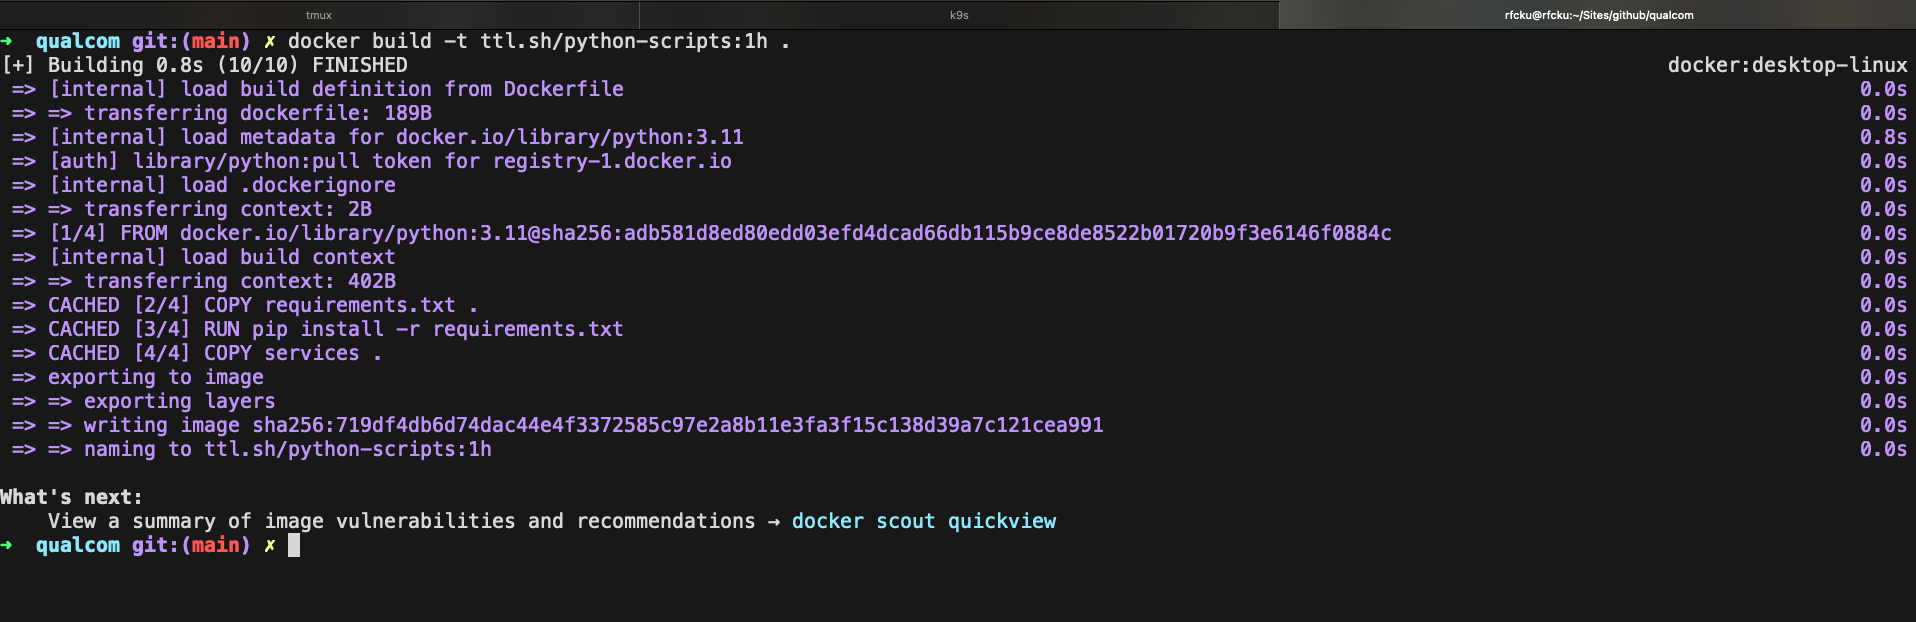 tmux k9s rfcku@rfcku:~/Sites/github/qualcom
➜ qualcom git:(main) ✗ docker build -t ttl.sh/python-scripts:1h .
[+] Building 0.8s (10/10) FINISHED docker:desktop-linux
=> [internal] load build definition from Dockerfile 0.0s
=> => transferring dockerfile: 189B 0.0s
=> [internal] load metadata for docker.io/library/python:3.11 0.8s
=> [auth] library/python:pull token for registry-1.docker.io 0.0s
=> [internal] load .dockerignore 0.0s
=> => transferring context: 2B 0.0s
=> [1/4] FROM docker.io/library/python:3.11@sha256:adb581d8ed80edd03efd4dcad66db115b9ce8de8522b01720b9f3e6146f0884c 0.0s
=> [internal] load build context 0.0s
=> => transferring context: 402B 0.0s
=> CACHED [2/4] COPY requirements.txt . 0.0s
=> CACHED [3/4] RUN pip install -r requirements.txt 0.0s
=> CACHED [4/4] COPY services . 0.0s
=> exporting to image 0.0s
=> => exporting layers 0.0s
=> => writing image sha256:719df4db6d74dac44e4f3372585c97e2a8b11e3fa3f15c138d39a7c121cea991 0.0s
=> => naming to ttl.sh/python-scripts:1h 0.0s
What's next:
View a summary of image vulnerabilities and recommendations → docker scout quickview
➜ qualcom git:(main) ✗